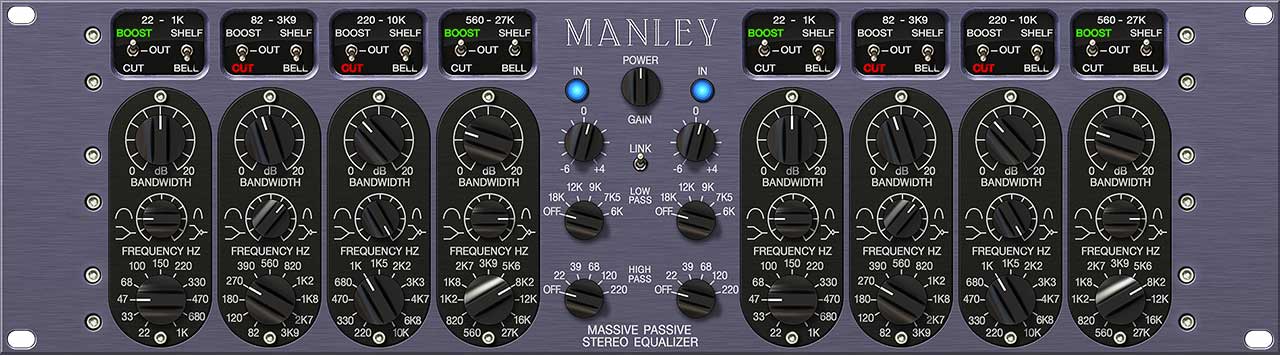 22 - 1K
BOOST SHELF
OUT
CUT BELL
0 dB 20
BANDWIDTH
FREQUENCY HZ
100 150 220
68 330
47 470
33 680
22 1K
82 - 3K9
BOOST SHELF
OUT
CUT BELL
0 dB 20
BANDWIDTH
FREQUENCY HZ
390 560 820
270 1K2
180 1K8
120 2K7
82 3K9
220 - 10K
BOOST SHELF
OUT
CUT BELL
0 dB 20
BANDWIDTH
FREQUENCY HZ
1K 1K5 2K2
680 3K3
470 4K7
330 6K8
220 10K
560 - 27K
BOOST SHELF
OUT
CUT BELL
0 dB 20
BANDWIDTH
FREQUENCY HZ
2K7 3K9 5K6
1K8 8K2
1K2 12K
820 16K
560 27K
MANLEY
POWER
IN IN
GAIN
0 0
-6 +4 -6 +4
LINK
LOW
PASS
12K 9K 12K 9K
18K 7K5 18K 7K5
OFF 6K OFF 6K
HIGH
PASS
39 68 39 68
22 120 22 120
OFF 220 OFF 220
MASSIVE PASSIVE
STEREO EQUALIZER
22 - 1K
BOOST SHELF
OUT
CUT BELL
0 dB 20
BANDWIDTH
FREQUENCY HZ
100 150 220
68 330
47 470
33 680
22 1K
82 - 3K9
BOOST SHELF
OUT
CUT BELL
0 dB 20
BANDWIDTH
FREQUENCY HZ
390 560 820
270 1K2
180 1K8
120 2K7
82 3K9
220 - 10K
BOOST SHELF
OUT
CUT BELL
0 dB 20
BANDWIDTH
FREQUENCY HZ
1K 1K5 2K2
680 3K3
470 4K7
330 6K8
220 10K
560 - 27K
BOOST SHELF
OUT
CUT BELL
0 dB 20
BANDWIDTH
FREQUENCY HZ
2K7 3K9 5K6
1K8 8K2
1K2 12K
820 16K
560 27K